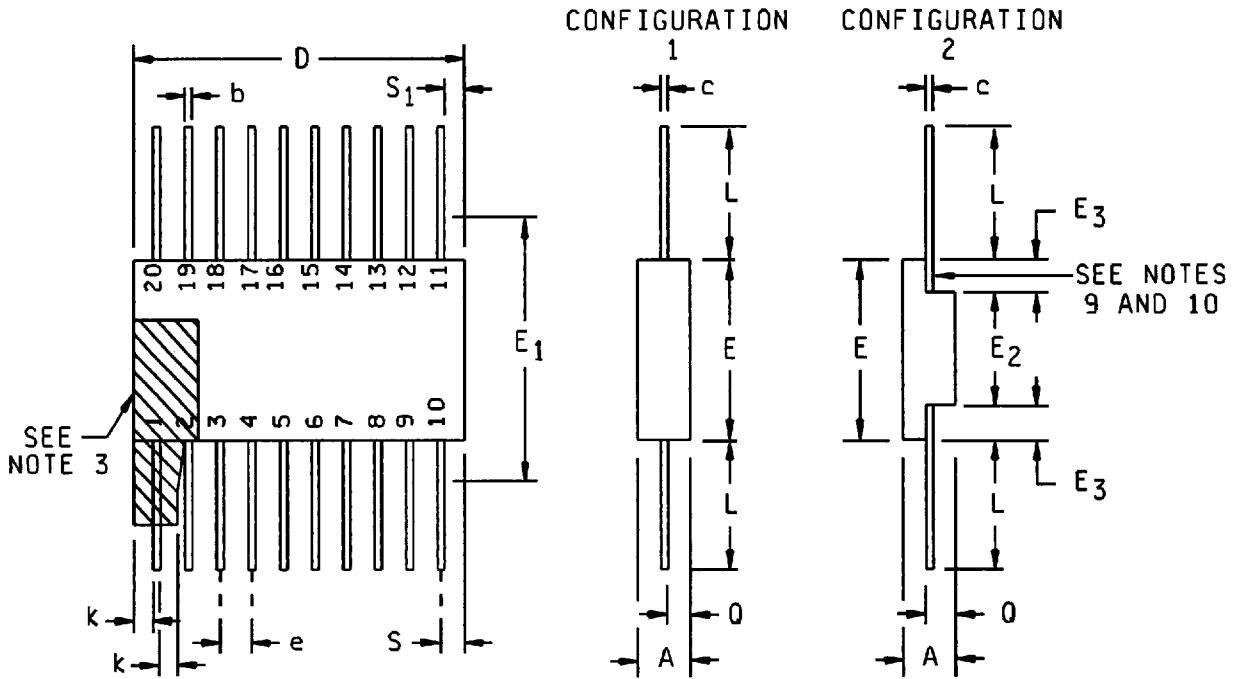 CONFIGURATION
1
CONFIGURATION
2
D
b
S1
c
c
L
L
E3
20 19 18 17 16 15 14 13 12 11
E1
E
E
E2
SEE NOTES
9 AND 10
SEE
NOTE 3
1 2 3 4 5 6 7 8 9 10
L
L
E3
k
e
S
Q
Q
k
A
A